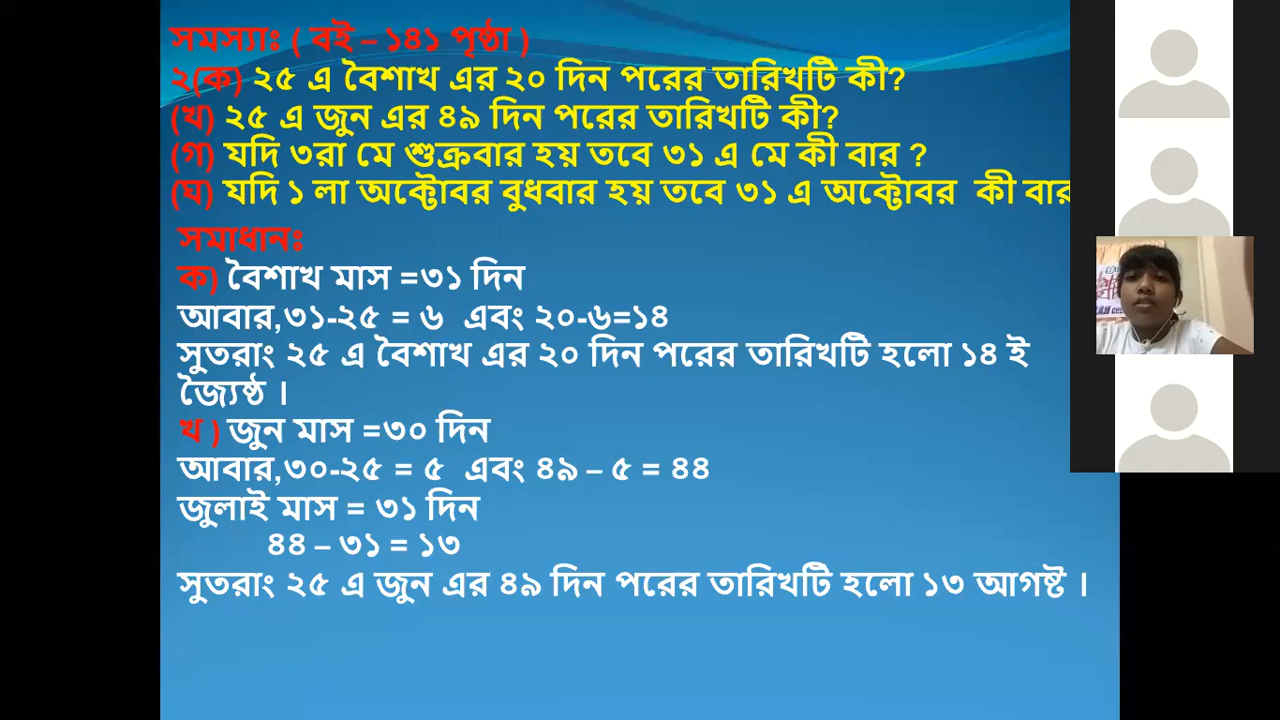 সমস্যাঃ ( বই – ১৪১ পৃষ্ঠা )
২(ক) ২৫ এ বৈশাখ এর ২০ দিন পরের তারিখটি কী?
(খ) ২৫ এ জুন এর ৪৯ দিন পরের তারিখটি কী?
(গ) যদি ৩রা মে শুক্রবার হয় তবে ৩১ এ মে কী বার ?
(ঘ) যদি ১ লা অক্টোবর বুধবার হয় তবে ৩১ এ অক্টোবর কী বার
সমাধানঃ
ক) বৈশাখ মাস =৩১ দিন
আবার,৩১-২৫ = ৬ এবং ২০-৬=১৪
সুতরাং ২৫ এ বৈশাখ এর ২০ দিন পরের তারিখটি হলো ১৪ ই
জ্যৈষ্ঠ ।
খ ) জুন মাস =৩০ দিন
আবার,৩০-২৫ = ৫ এবং ৪৯ – ৫ = ৪৪
জুলাই মাস = ৩১ দিন
৪৪ – ৩১ = ১৩
সুতরাং ২৫ এ জুন এর ৪৯ দিন পরের তারিখটি হলো ১৩ আগষ্ট ।